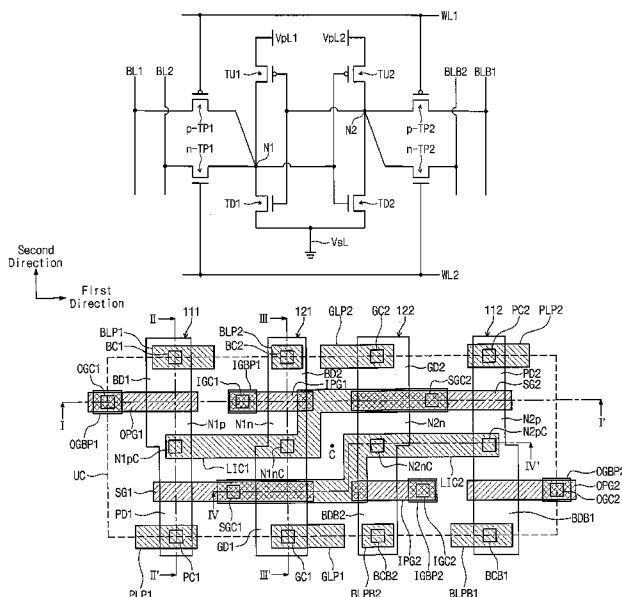 WL1
VpL1 VpL2
BL1 BL2 TU1 TU2 BLB2 BLB1
p-TP1 N1 N2 p-TP2
n-TP1 n-TP2
TD1 TD2
VsL
WL2
Second
Direction
First
Direction
II 111 III 121 122 112
BLP1 BLP2 GLP2 GC2 PC2 PLP2
BC1 BC2
OGC1 IGBP1 GD2 PD2
BD1 IGC1 BD2 IPG1 SGC2 SG2
I I'
OGBP1 OPG1 N1p N1n N2n N2p
UC N1pC LIC1 N1nC C N2nC LIC2 N2pC IV'
SG1 OGBP2
PD1 IV OPG2
SGC1 BDB2 OGC2
GD1 IPG2 IGC2 BDB1
IGBP2
PLP1 PC1 GC1 GLP1 BCB2 BCB1
II' III' BLPB2 BLPB1